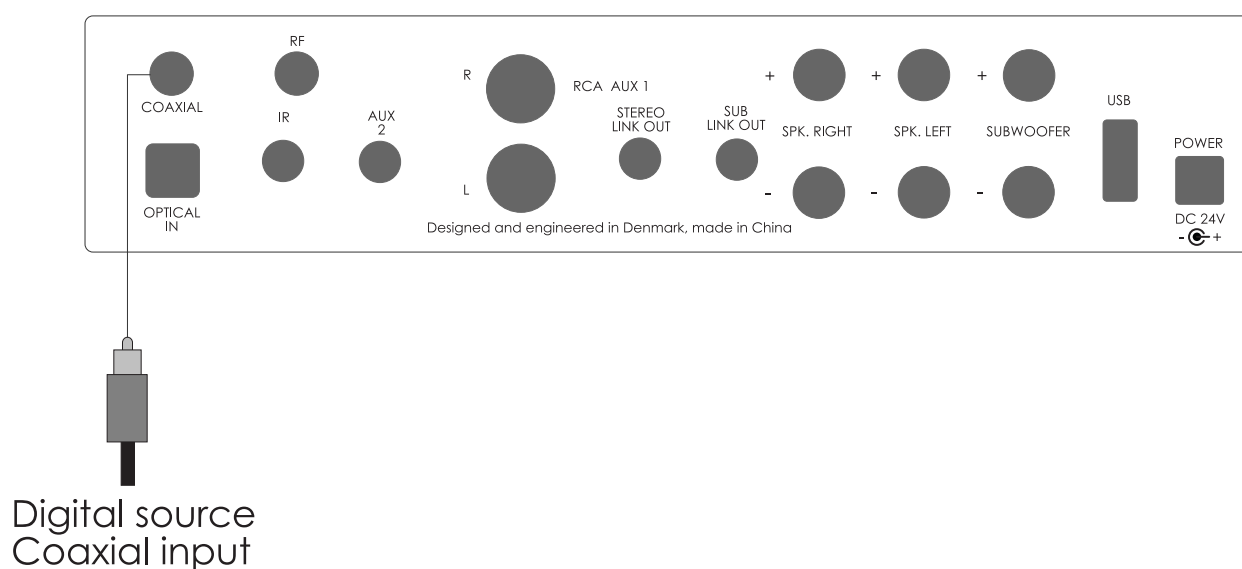 RF
COAXIAL
IR
AUX
2
OPTICAL
IN
R
RCA AUX 1
L
STEREO
LINK OUT
SUB
LINK OUT
+
+
+
SPK. RIGHT
SPK. LEFT
SUBWOOFER
-
-
-
USB
POWER
DC 24V
- +
Designed and engineered in Denmark, made in China
Digital source
Coaxial input